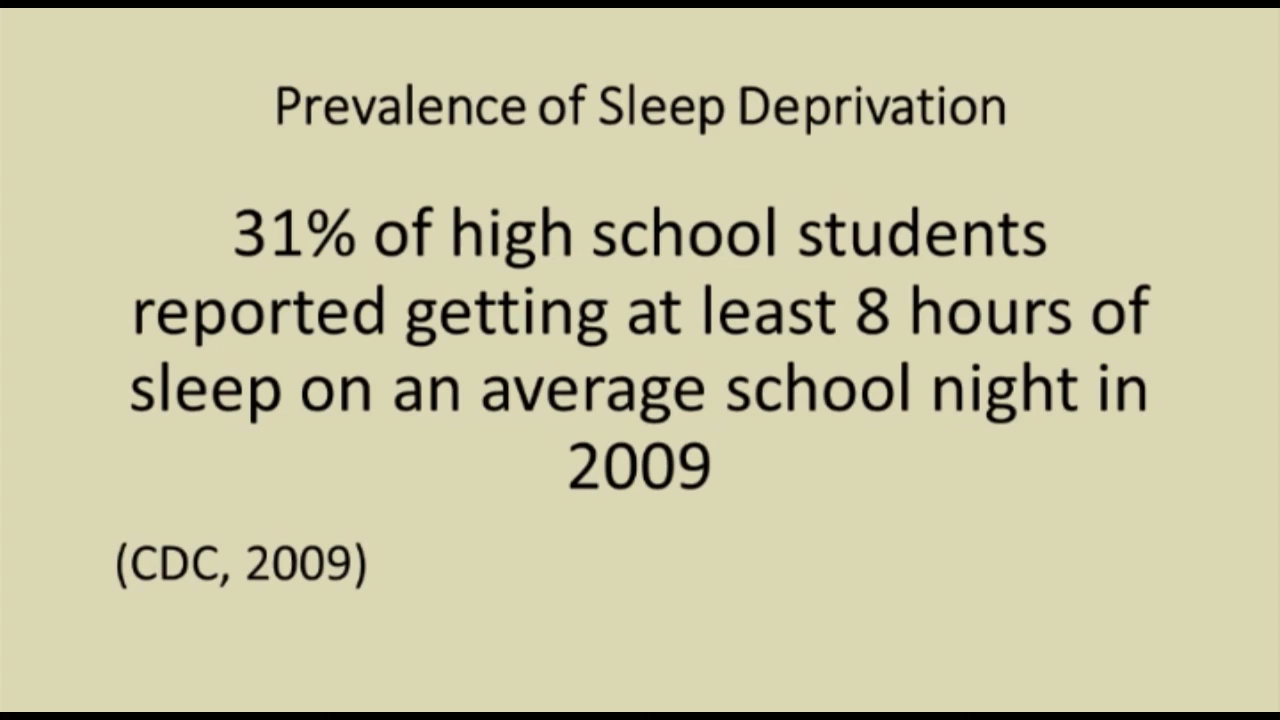 Prevalence of Sleep Deprivation
31% of high school students
reported getting at least 8 hours of
sleep on an average school night in
2009
(CDC, 2009)